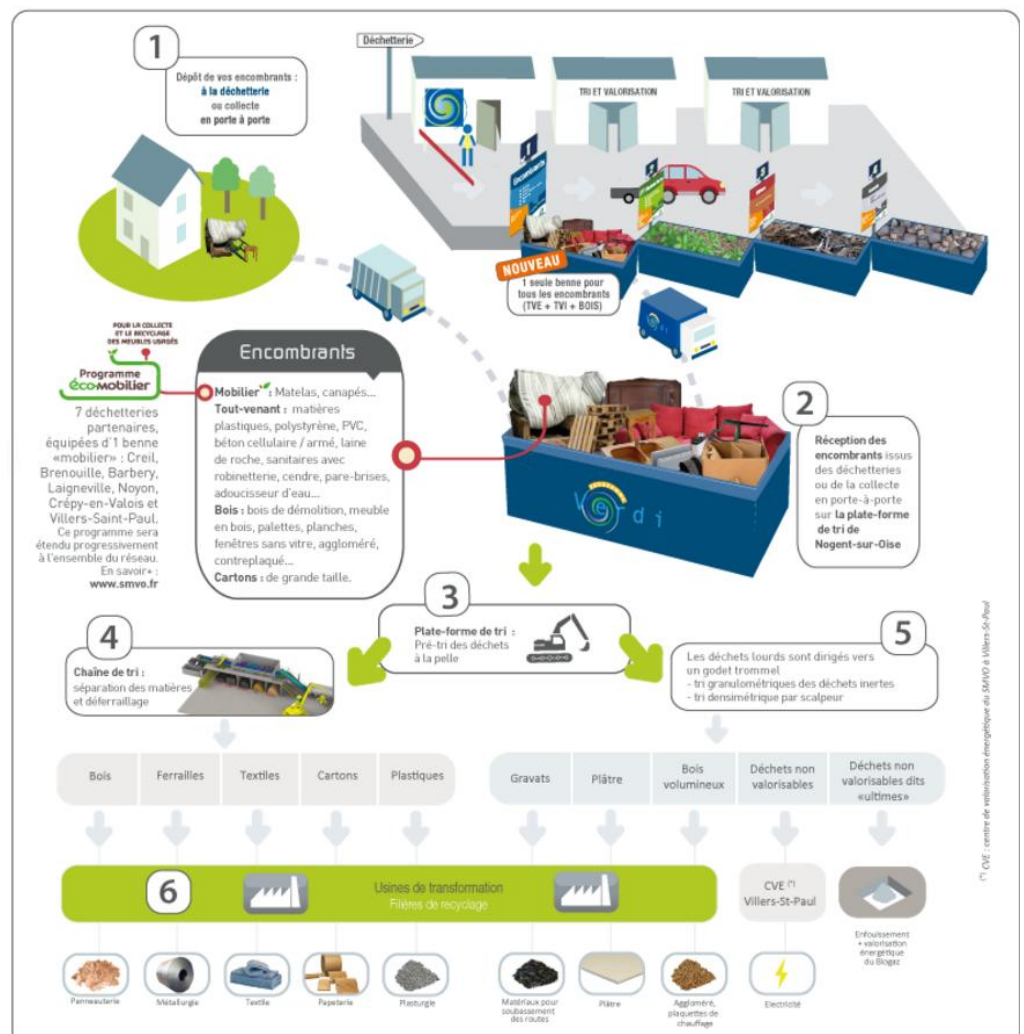 1
Dépôt de vos encombrants :
à la déchetterie
ou collecte
en porte à porte
Déchetterie
TRI ET VALORISATION
TRI ET VALORISATION
1
Encombrants
2
3
4
NOUVEAU
1 seule benne pour
tous les encombrants
(TVE + TVI + BOIS)
POUR LA COLLECTE
ET LE RECYCLAGE
DES MEUBLES USAGÉS
Programme
éco-mobilier
7 déchetteries
partenaires,
équipées d'1 benne
«mobilier» : Creil,
Brenouille, Barbery,
Laigneville, Noyon,
Crépy-en-Valois et
Villers-Saint-Paul.
Ce programme sera
étendu progressivement
à l'ensemble du réseau.
En savoir+ :
www.smvo.fr
Encombrants
Mobilier : Matelas, canapés...
Tout-venant : matières
plastiques, polystyrène, PVC,
béton cellulaire / armé, laine
de roche, sanitaires avec
robinetterie, cendre, pare-brises,
adoucisseur d'eau...
Bois : bois de démolition, meuble
en bois, palettes, planches,
fenêtres sans vitre, aggloméré,
contreplaqué...
Cartons : de grande taille.
Verdi
2
Réception des
encombrants issus
des déchetteries
ou de la collecte
en porte-à-porte
sur la plate-forme
de tri de
Nogent-sur-Oise
3
Plate-forme de tri :
Pré-tri des déchets
à la pelle
4
Chaîne de tri :
séparation des matières
et déferraillage
5
Les déchets lourds sont dirigés vers
un godet trommel
- tri granulométriques des déchets inertes
- tri densimétrique par scalpeur
Bois
Ferrailles
Textiles
Cartons
Plastiques
Gravats
Plâtre
Bois
volumineux
Déchets non
valorisables
Déchets non
valorisables dits
«ultimes»
6
Usines de transformation
Filières de recyclage
CVE (*)
Villers-St-Paul
Enfouissement
+ valorisation
énergétique
du Biogaz
Panneauterie
Métallurgie
Textile
Papeterie
Plasturgie
Matériaux pour
soubassement
des routes
Plâtre
Aggloméré,
plaquettes de
chauffage
Electricité
(*) CVE : centre de valorisation énergétique du SMVO à Villers-St-Paul